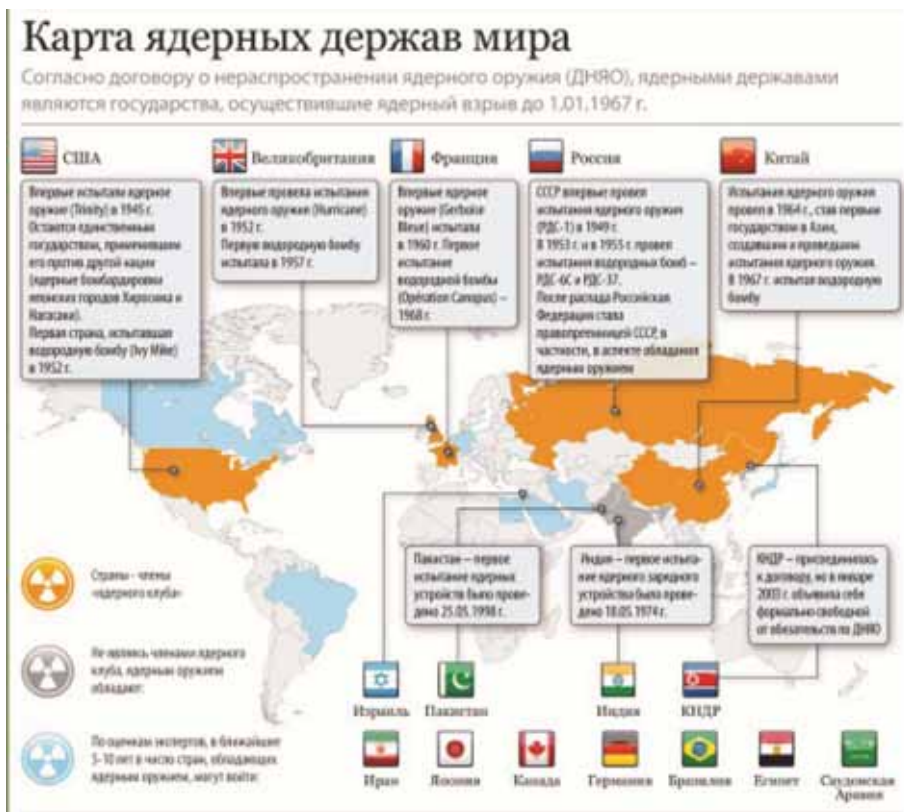 Карта ядерных держав мира
Согласно договору о нераспространении ядерного оружия (ДНЯО), ядерными державами
являются государства, осуществившие ядерный взрыв до 1.01.1967 г.
США
Впервые испытали ядерное
оружие (Trinity) в 1945 г.
Остается единственным
государством, применившим
его против другой нации
(ядерные бомбардировки
японских городов Хиросима и
Нагасаки).
Первая страна, испытавшая
водородную бомбу (Ivy Mike)
в 1952 г.
Великобритания
Впервые провела испытания
ядерного оружия (Hurricane)
в 1952 г.
Первую водородную бомбу
испытала в 1957 г.
Франция
Впервые ядерное
оружие (Gerboise
Bleue) испытала
в 1960 г. Первое
испытание
водородной бомбы
(Opération Canopus) –
1968 г.
Россия
СССР впервые провел
испытания ядерного оружия
(РДС-1) в 1949 г.
В 1953 г. и в 1955 г. провел
испытания водородных бомб –
РДС-6С и РДС-37.
После распада Российская
Федерация стала
правопреемницей СССР, в
частности, в аспекте обладания
ядерным оружием
Китай
Испытания ядерного оружия
провел в 1964 г., став первым
государством в Азии,
создавшим и проведшим
испытания ядерного оружия.
В 1967 г. испытал водородную
бомбу
Пакистан – первое
испытание ядерных
устройств было прове-
дено 25.05.1998 г.
Индия – первое испыта-
ние ядерного зарядного
устройства было прове-
дено 18.05.1974 г.
КНДР – присоединилась
к договору, но в январе
2003 г. объявила себя
формально свободной
от обязательств по ДНЯО
Страны - члены
«ядерного клуба»
Не являясь членами ядерного
клуба, ядерным оружием
обладают:
Израиль Пакистан Индия КНДР
По оценкам экспертов, в ближайшие
5-10 лет в число стран, обладающих
ядерным оружием, могут войти:
Иран Япония Канада Германия Бразилия Египет Саудовская
Аравия